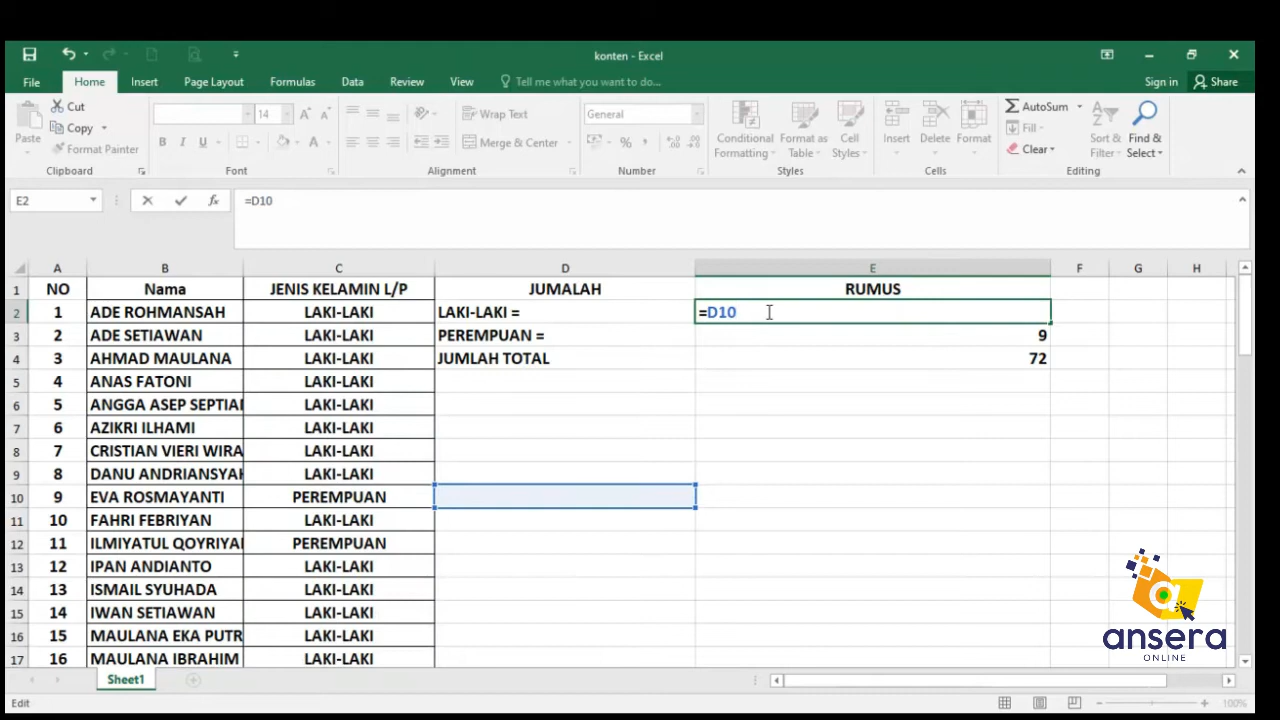 konten - Excel
File Home Insert Page Layout Formulas Data Review View Tell me what you want to do... Sign in Share
Cut
Copy
Format Painter
Paste
14
B I U
Wrap Text
Merge & Center
General
Conditional Formatting
Format as Table
Cell Styles
Insert
Delete
Format
AutoSum
Fill
Clear
Sort & Filter
Find & Select
Clipboard Font Alignment Number Styles Cells Editing
E2 fx =D10
A B C D E F G H
1 NO Nama JENIS KELAMIN L/P JUMALAH RUMUS
2 1 ADE ROHMANSAH LAKI-LAKI LAKI-LAKI = =D10
3 2 ADE SETIAWAN LAKI-LAKI PEREMPUAN = 9
4 3 AHMAD MAULANA LAKI-LAKI JUMLAH TOTAL 72
5 4 ANAS FATONI LAKI-LAKI
6 5 ANGGA ASEP SEPTIAN LAKI-LAKI
7 6 AZIKRI ILHAMI LAKI-LAKI
8 7 CRISTIAN VIERI WIRA LAKI-LAKI
9 8 DANU ANDRIANSYAH LAKI-LAKI
10 9 EVA ROSMAYANTI PEREMPUAN
11 10 FAHRI FEBRIYAN LAKI-LAKI
12 11 ILMIYATUL QOYRIYAH PEREMPUAN
13 12 IPAN ANDIANTO LAKI-LAKI
14 13 ISMAIL SYUHADA LAKI-LAKI
15 14 IWAN SETIAWAN LAKI-LAKI
16 15 MAULANA EKA PUTR LAKI-LAKI
17 16 MAULANA IBRAHIM LAKI-LAKI
ansera
ONLINE
Sheet1
Edit 100%